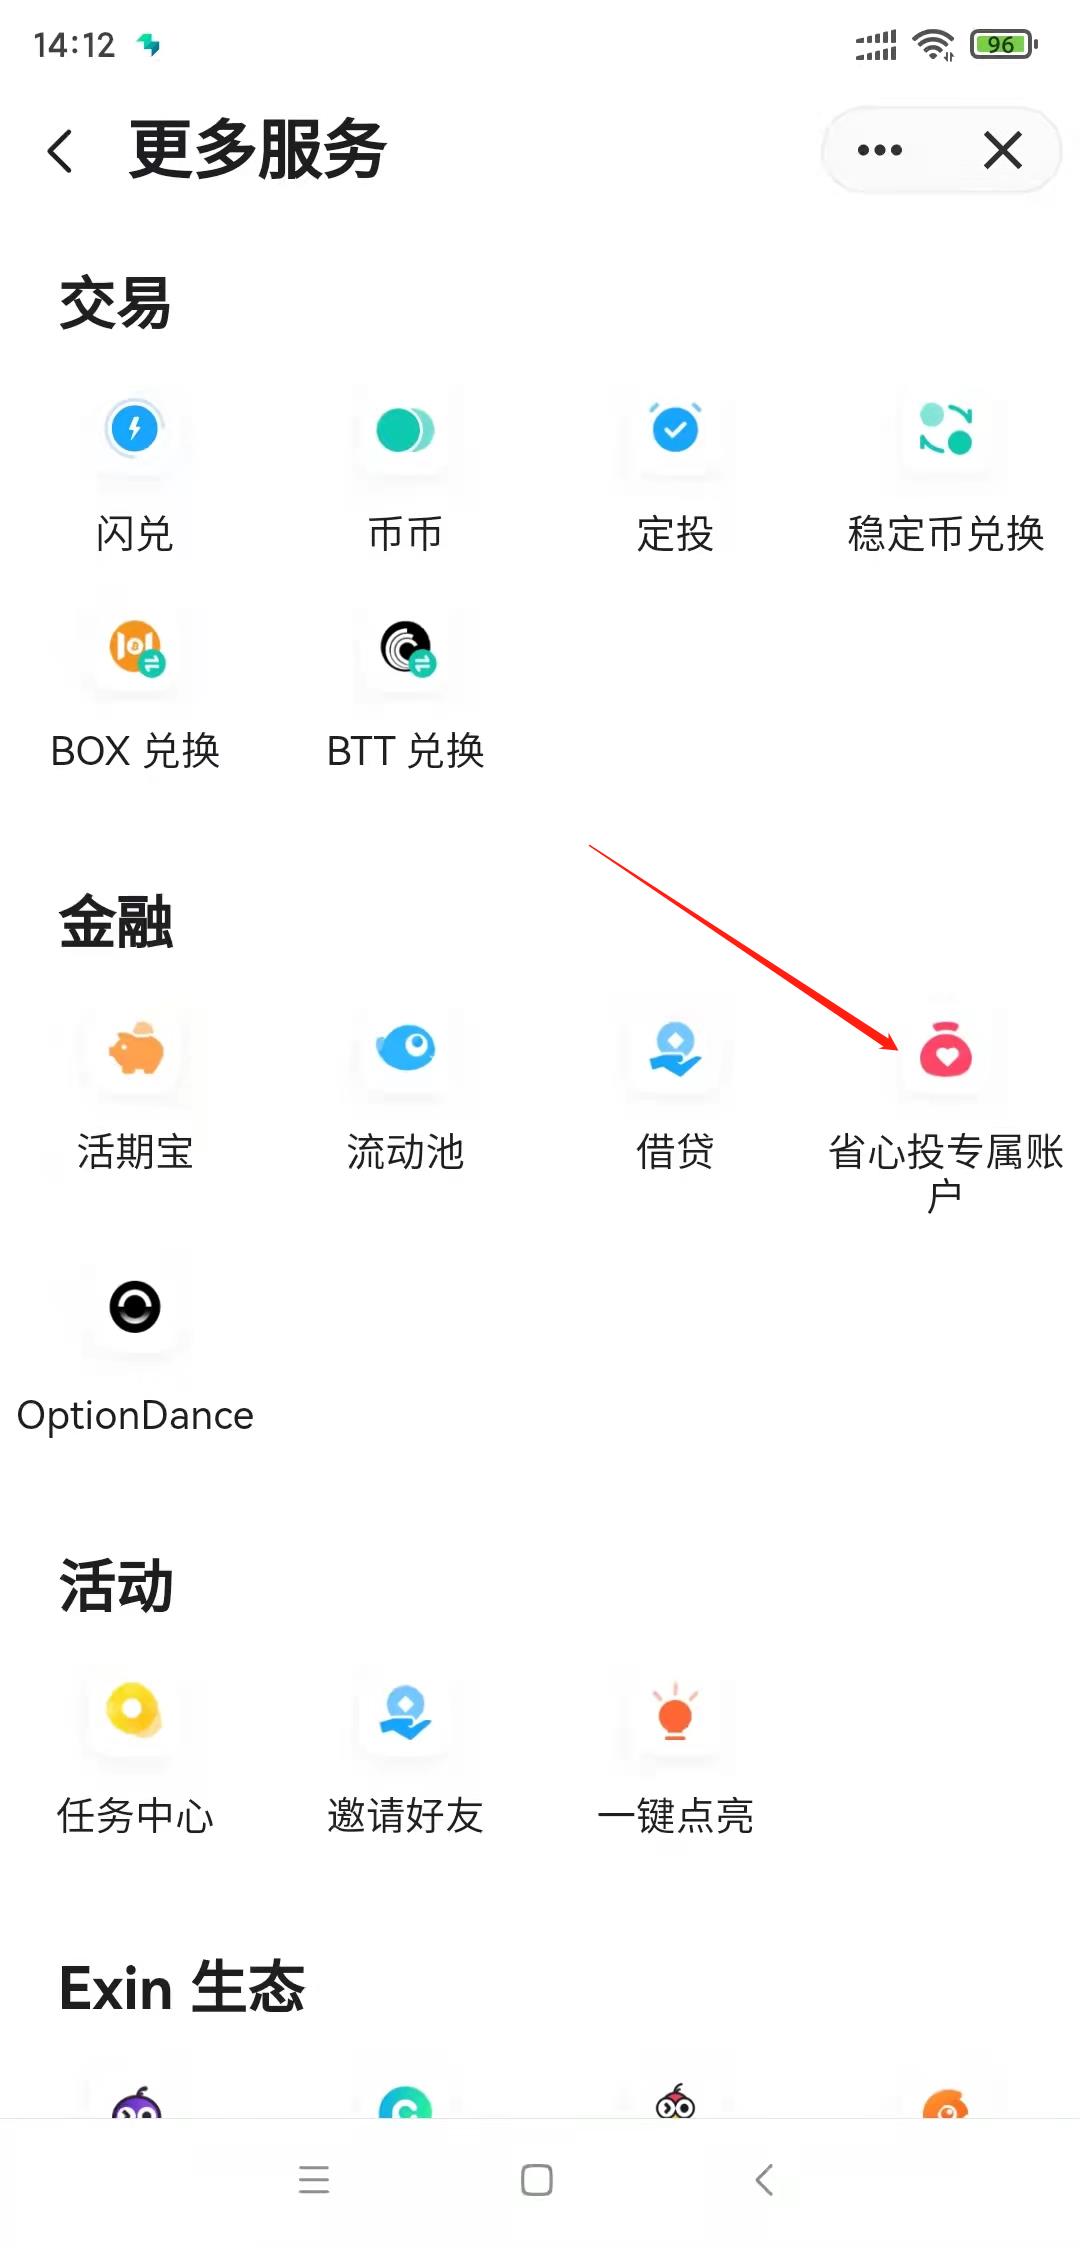 14:12
96
更多服务
交易
闪兑
币币
定投
稳定币兑换
BOX 兑换
BTT 兑换
金融
活期宝
流动池
借贷
省心投专属账
户
OptionDance
活动
任务中心
邀请好友
一键点亮
Exin 生态